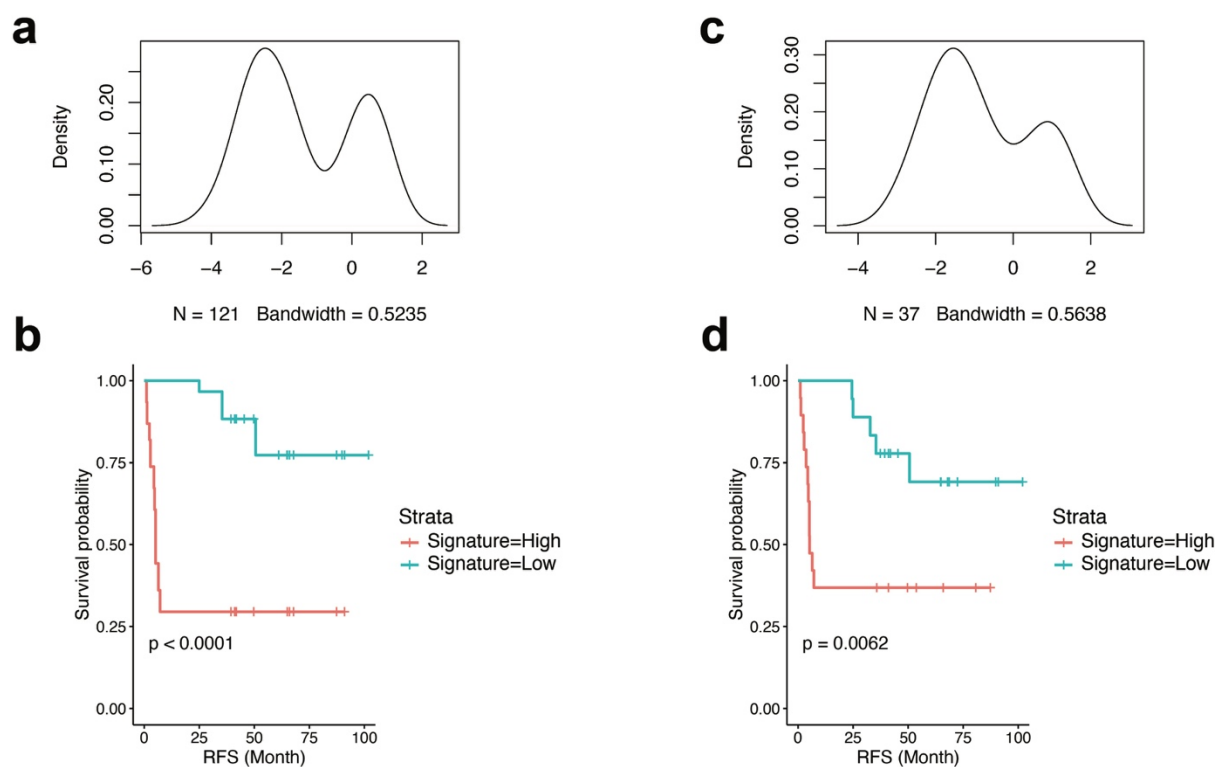 a
Density
0.00 0.10 0.20
−6 −4 −2 0 2
N = 121 Bandwidth = 0.5235
c
Density
0.00 0.10 0.20 0.30
−4 −2 0 2
N = 37 Bandwidth = 0.5638
b
Survival probability
1.00
0.75
0.50
0.25
0.00
p < 0.0001
0 25 50 75 100
RFS (Month)
Strata
Signature=High
Signature=Low
d
Survival probability
1.00
0.75
0.50
0.25
0.00
p = 0.0062
0 25 50 75 100
RFS (Month)
Strata
Signature=High
Signature=Low